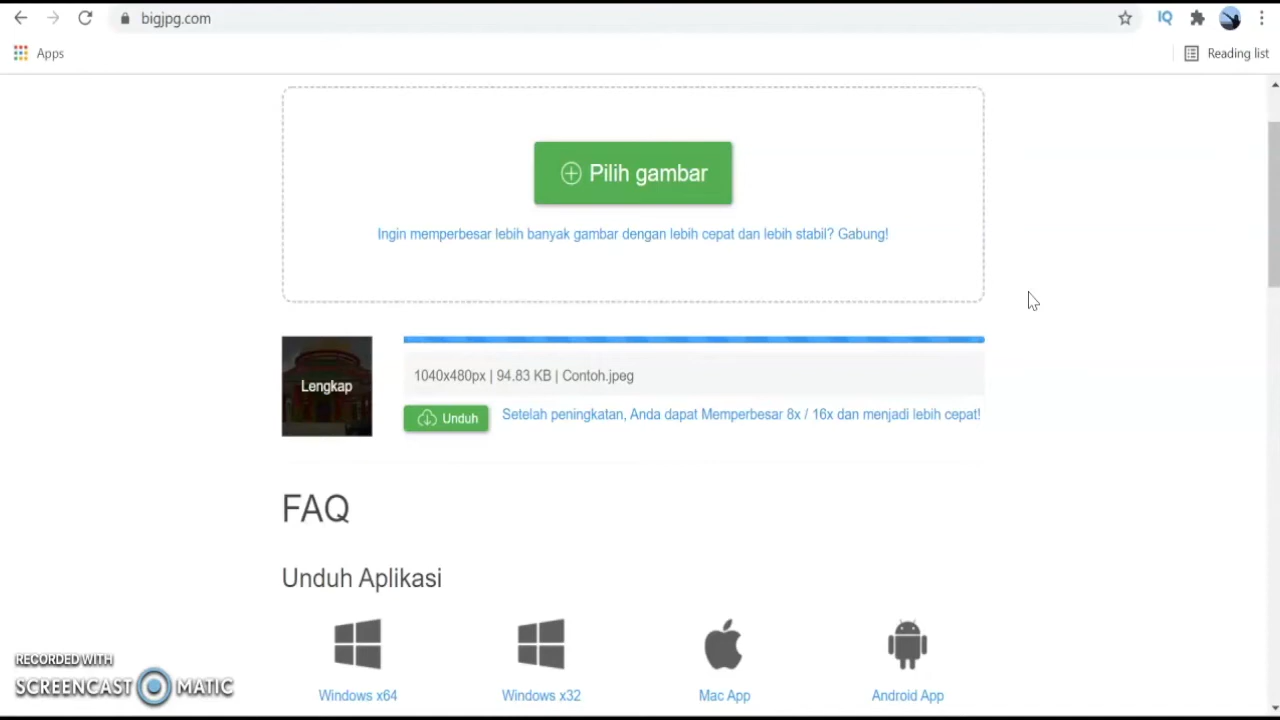 bigjpg.com
IQ
Apps
Reading list
Pilih gambar
Ingin memperbesar lebih banyak gambar dengan lebih cepat dan lebih stabil? Gabung!
Lengkap
1040x480px | 94.83 KB | Contoh.jpeg
Unduh
Setelah peningkatan, Anda dapat Memperbesar 8x / 16x dan menjadi lebih cepat!
FAQ
Unduh Aplikasi
Windows x64
Windows x32
Mac App
Android App
RECORDED WITH
SCREENCAST MATIC